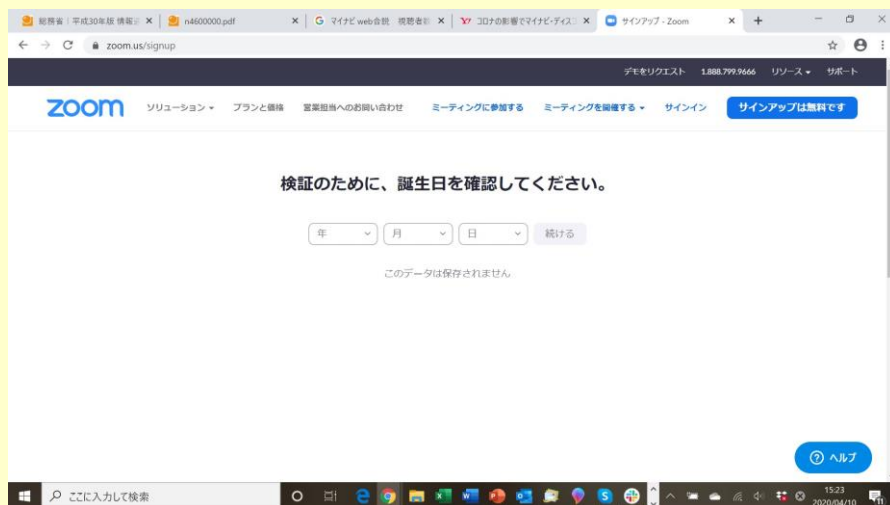 総務省｜平成30年版 情報
n4600000.pdf
マイナビ web合説 視聴者
コロナの影響でマイナビ・ディス
サインアップ - Zoom
zoom.us/signup
デモをリクエスト 1.888.799.9666 リソース サポート
zoom ソリューション プランと価格 営業担当へのお問い合わせ ミーティングに参加する ミーティングを開催する サインイン サインアップは無料です
検証のために、誕生日を確認してください。
年 月 日 続ける
このデータは保存されません
ヘルプ
ここに入力して検索
15:23
2020/04/10